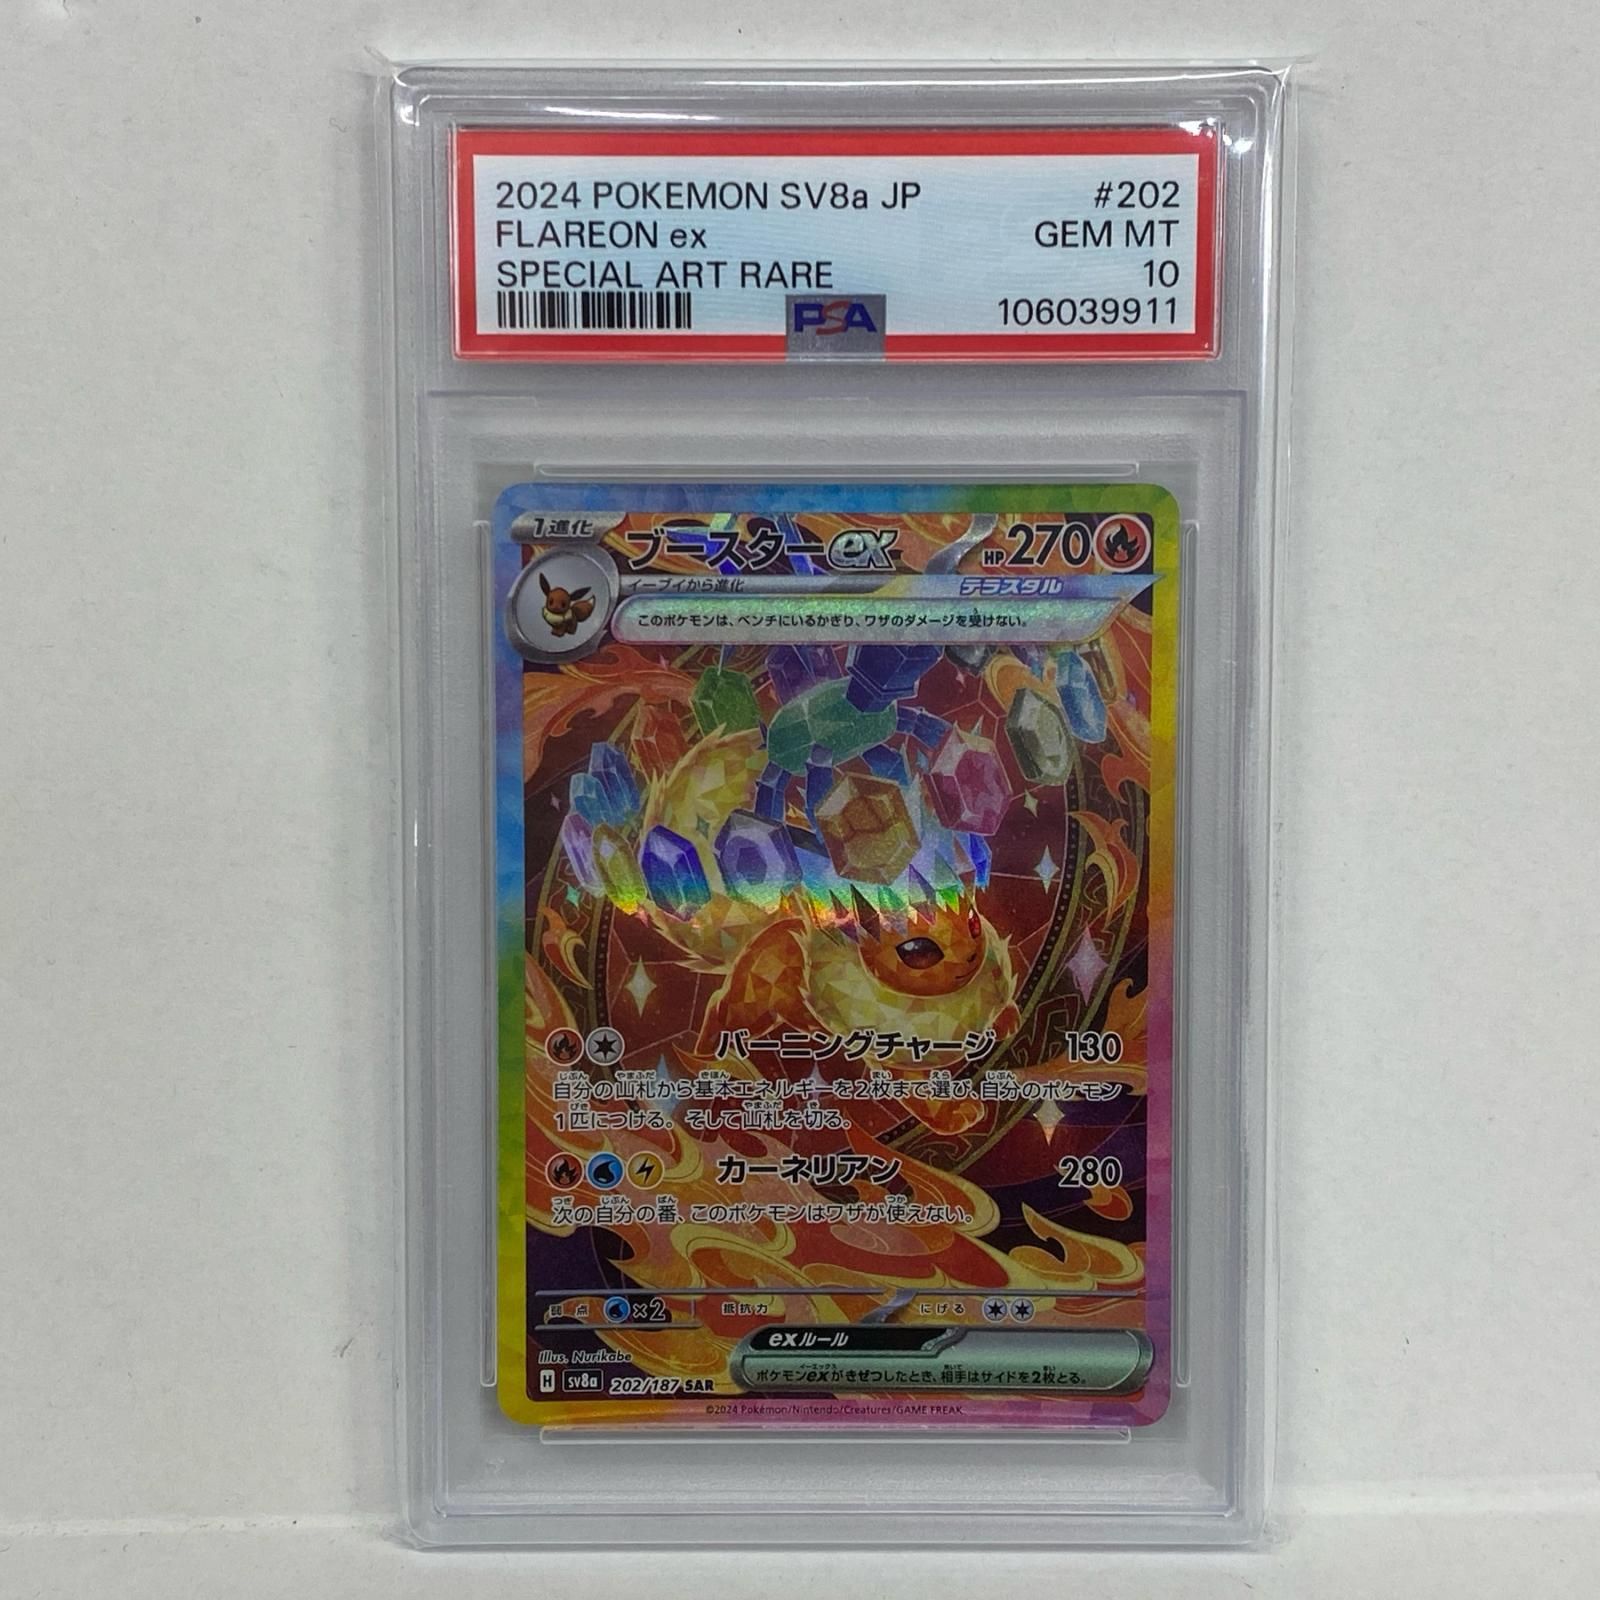 2024 POKEMON SV8a JP #202
FLAREON ex GEM MT
SPECIAL ART RARE 10
PSA 106039911
1進化 ブースターex HP270
イーブイから進化 テラスタル
このポケモンは、ベンチにいるかぎり、ワザのダメージを受けない。
バーニングチャージ 130
自分の山札から基本エネルギーを2枚まで選び、自分のポケモン
1匹につける。そして山札を切る。
カーネリアン 280
次の自分の番、このポケモンはワザが使えない。
弱点 ×2 抵抗力 にげる
exルール
ポケモンexがきぜつしたとき、相手はサイドを2枚とる。
Illus. Nurikabe
H sv8a 202/187 SAR
©2024 Pokémon/Nintendo/Creatures/GAME FREAK